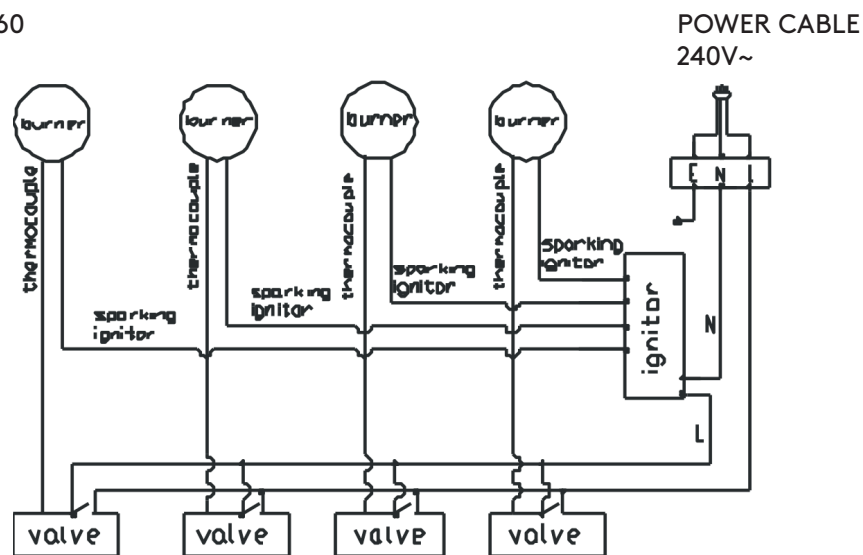 60
POWER CABLE
240V~
burner
burner
burner
burner
E N L
thermocouple
thermocouple
thermocouple
thermocouple
sparking
ignitor
sparking
ignitor
sparking
ignitor
sparking
ignitor
ignitor
N
L
valve
valve
valve
valve